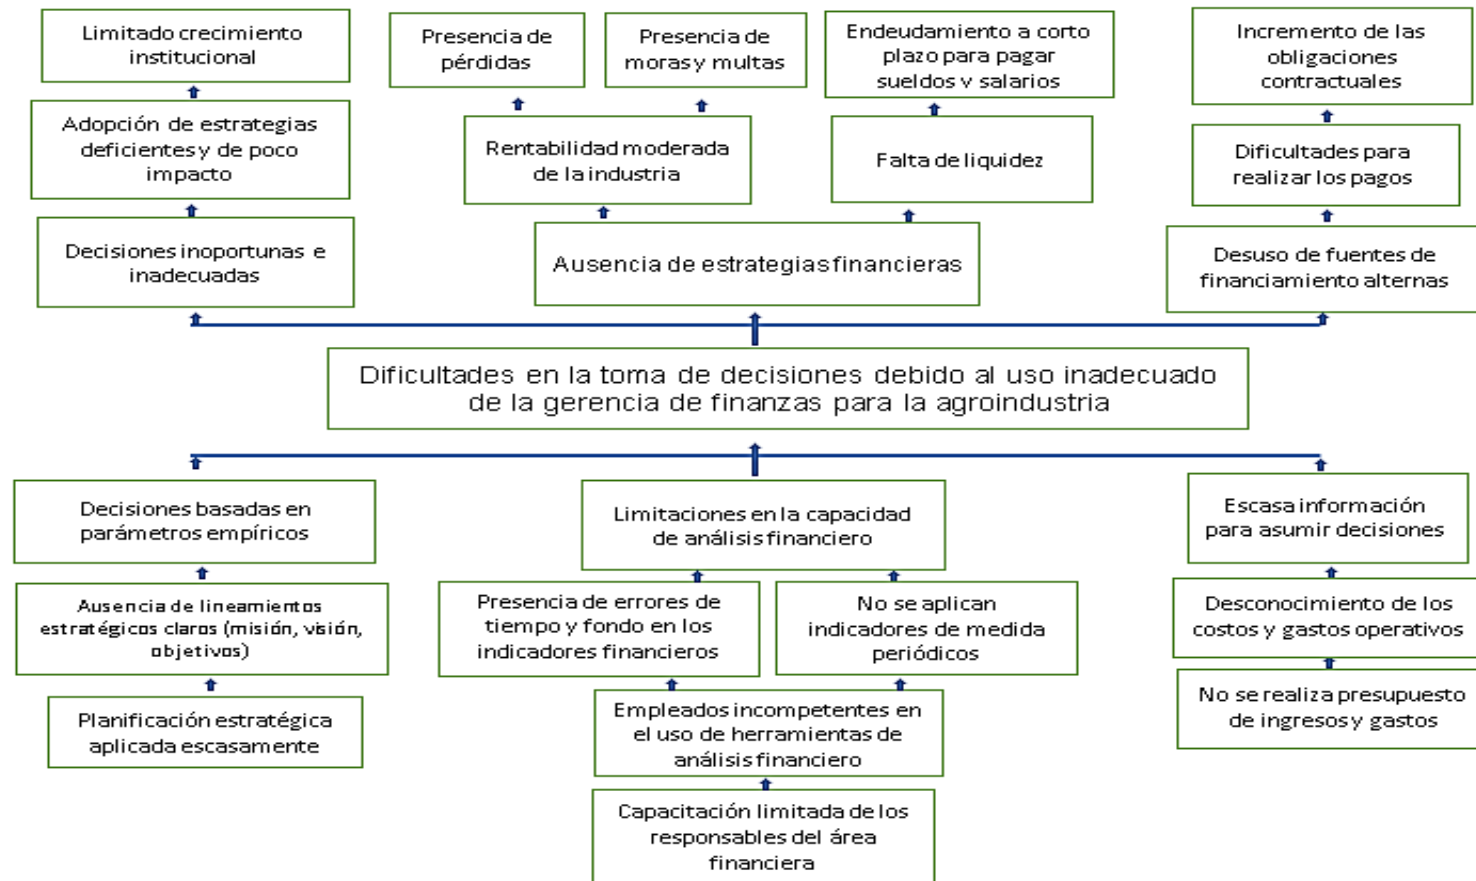 Limitado crecimiento
institucional
Presencia de
pérdidas
Presencia de
moras y multas
Endeudamiento a corto
plazo para pagar
sueldos y salarios
Incremento de las
obligaciones
contractuales
Adopción de estrategias
deficientes y de poco
impacto
Rentabilidad moderada
de la industria
Falta de liquidez
Dificultades para
realizar los pagos
Decisiones inoportunas e
inadecuadas
Ausencia de estrategias financieras
Desuso de fuentes de
financiamiento alternas
Dificultades en la toma de decisiones debido al uso inadecuado
de la gerencia de finanzas para la agroindustria
Decisiones basadas en
parámetros empíricos
Limitaciones en la capacidad
de análisis financiero
Escasa información
para asumir decisiones
Ausencia de lineamientos
estratégicos claros (misión, visión,
objetivos)
Presencia de errores de
tiempo y fondo en los
indicadores financieros
No se aplican
indicadores de medida
periódicos
Desconocimiento de los
costos y gastos operativos
Planificación estratégica
aplicada escasamente
Empleados incompetentes en
el uso de herramientas de
análisis financiero
No se realiza presupuesto
de ingresos y gastos
Capacitación limitada de los
responsables del área
financiera